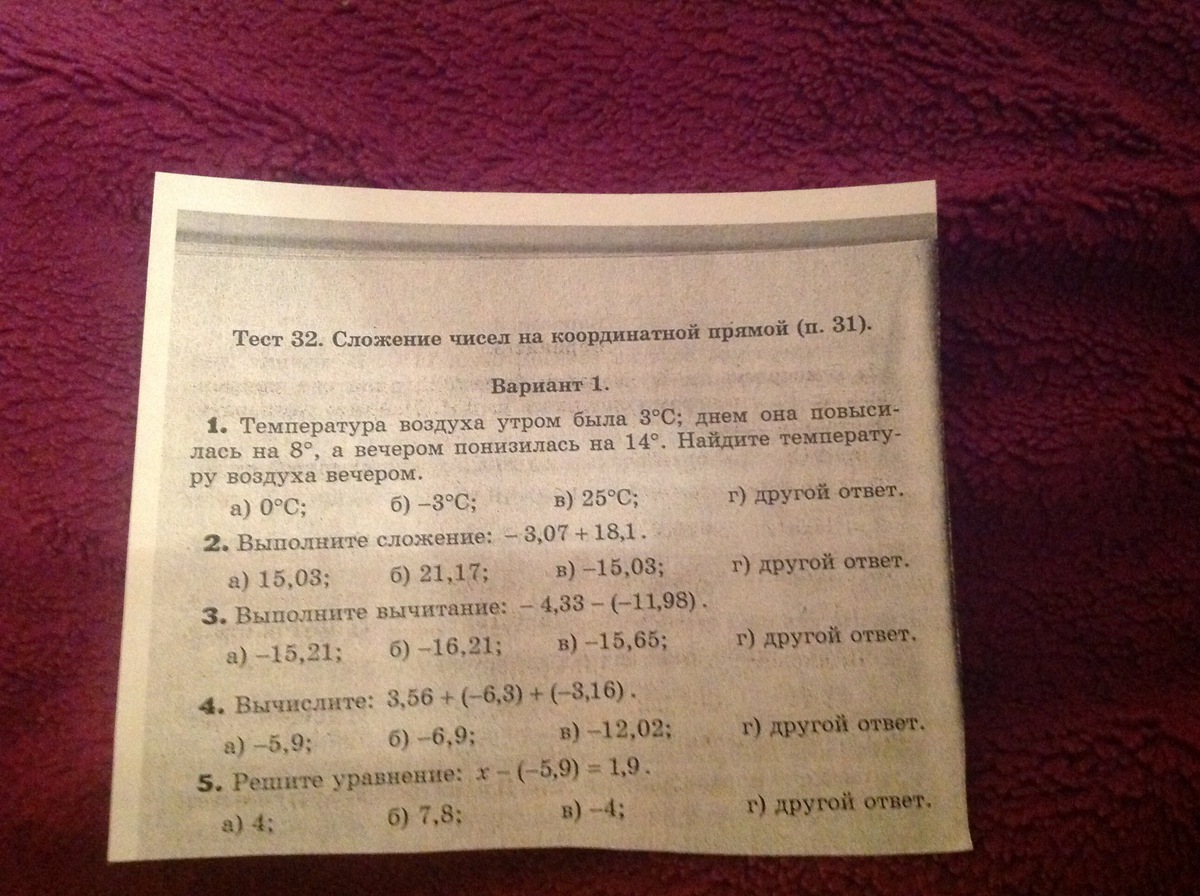 Тест 32. Сложение чисел на координатной прямой (п. 31).
Вариант 1.
1. Температура воздуха утром была 3°С; днем она повыси-
лась на 8°, а вечером понизилась на 14°. Найдите температу-
ру воздуха вечером.
а) 0°С; б) –3°С; в) 25°С; г) другой ответ.
2. Выполните сложение: – 3,07 + 18,1 .
а) 15,03; б) 21,17; в) –15,03; г) другой ответ.
3. Выполните вычитание: – 4,33 – (–11,98) .
а) –15,21; б) –16,21; в) –15,65; г) другой ответ.
4. Вычислите: 3,56 + (–6,3) + (–3,16) .
а) –5,9; б) –6,9; в) –12,02; г) другой ответ.
5. Решите уравнение: x – (–5,9) = 1,9 .
а) 4; б) 7,8; в) –4; г) другой ответ.